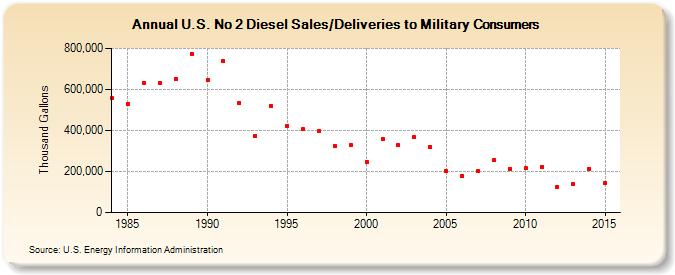 Annual U.S. No 2 Diesel Sales/Deliveries to Military Consumers
Thousand Gallons
800,000
600,000
400,000
200,000
0
1985 1990 1995 2000 2005 2010 2015
Source: U.S. Energy Information Administration